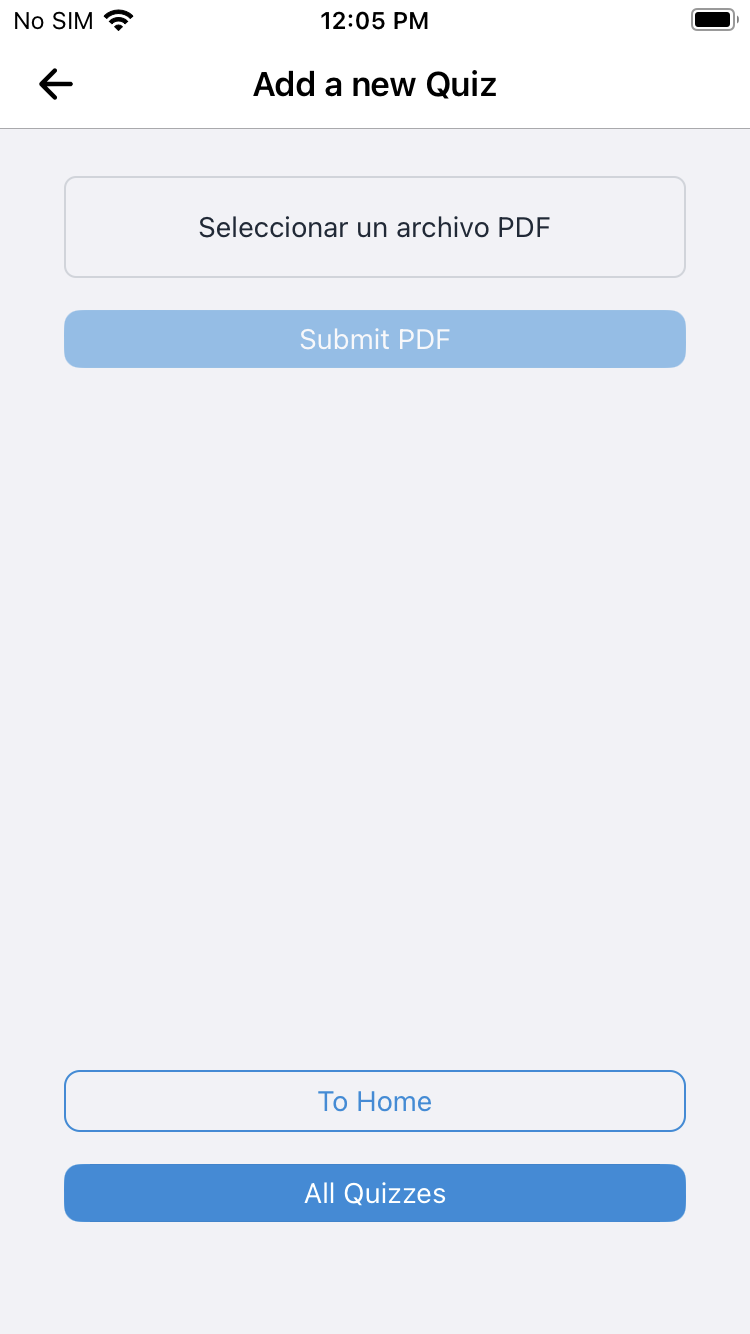 No SIM 12:05 PM
Add a new Quiz
Seleccionar un archivo PDF
Submit PDF
To Home
All Quizzes